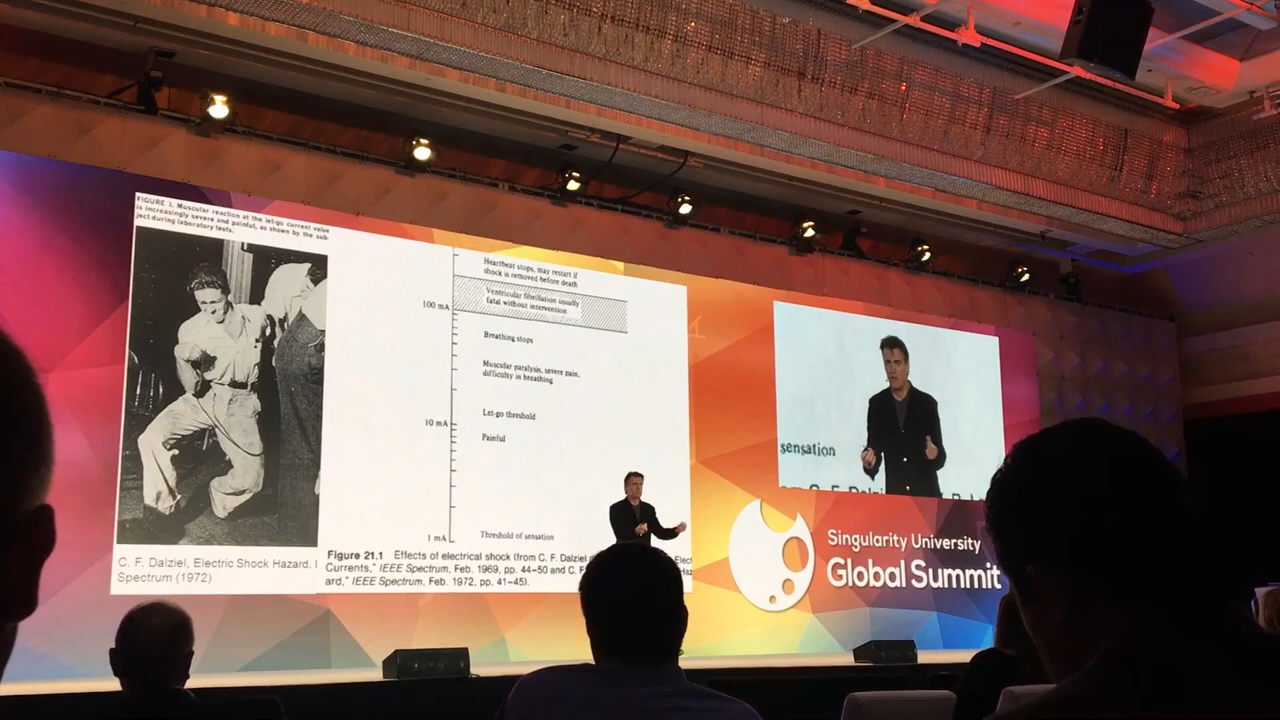 FIGURE 3. Muscular reaction at the let-go current value
is increasingly severe and painful, as shown by the sub-
ject during laboratory tests.
C. F. Dalziel, Electric Shock Hazard. I
Spectrum (1972)
Heartbeat stops, may restart if
shock is removed before death
Ventricular fibrillation usually
fatal without intervention
100 mA
Breathing stops
Muscular paralysis, severe pain,
difficulty in breathing
Let-go threshold
10 mA
Painful
1 mA
Threshold of sensation
Figure 21.1 Effects of electrical shock (from C. F. Dalziel
Currents," IEEE Spectrum, Feb. 1969, pp. 44–50 and C. F.
ard," IEEE Spectrum, Feb. 1972, pp. 41–45).
sensation
Singularity University
Global Summit